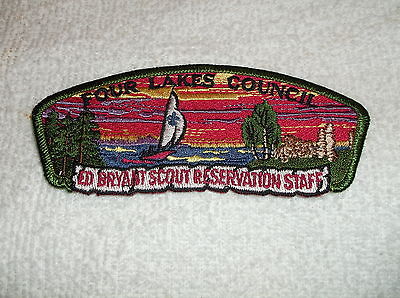 FOUR LAKES COUNCIL
ED BRYANT SCOUT RESERVATION STAFF